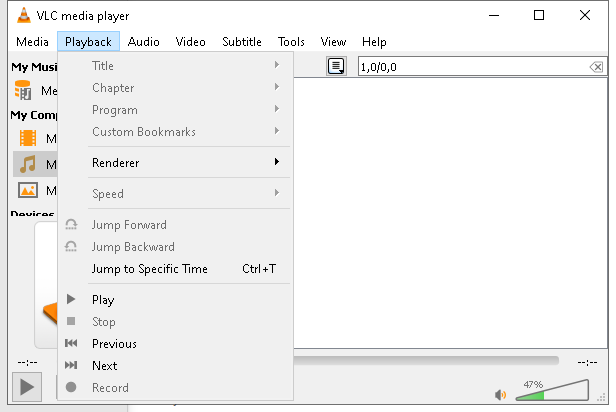 VLC media player
Media Playback Audio Video Subtitle Tools View Help
My Musi
Me
My Comp
M
M
M
Devices
Title
Chapter
Program
Custom Bookmarks
Renderer
Speed
Jump Forward
Jump Backward
Jump to Specific Time Ctrl+T
Play
Stop
Previous
Next
Record
1,0/0,0
--:-- --:--
47%